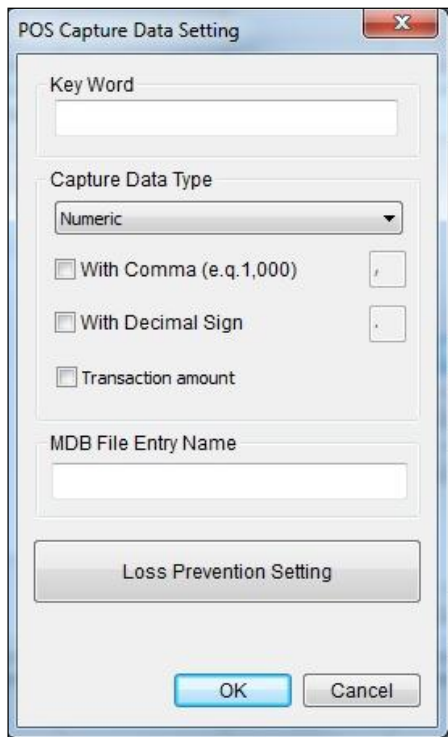 POS Capture Data Setting
Key Word
Capture Data Type
Numeric
With Comma (e.q.1,000)
,
With Decimal Sign
.
Transaction amount
MDB File Entry Name
Loss Prevention Setting
OK
Cancel